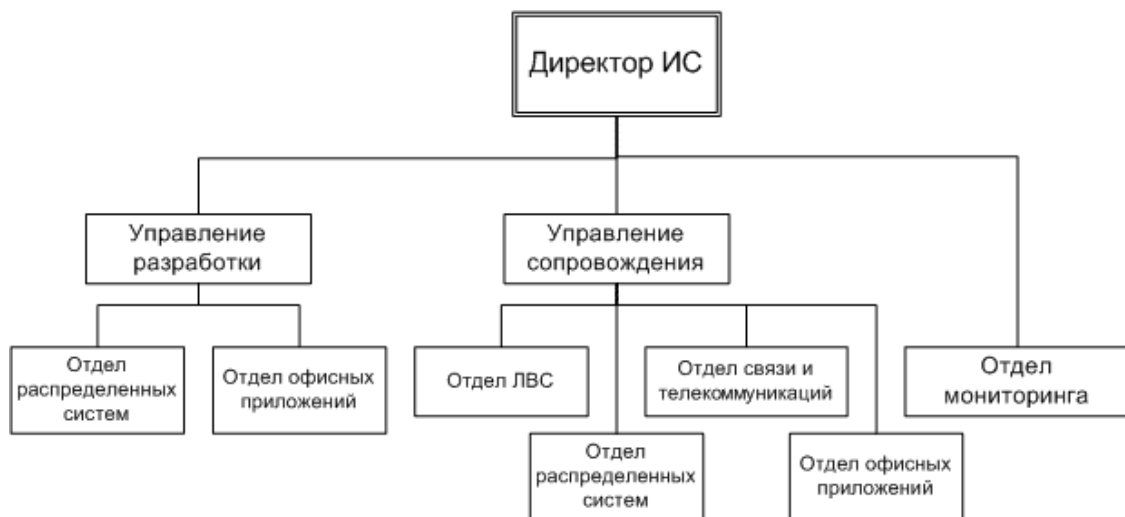 Директор ИС
Управление
разработки
Управление
сопровождения
Отдел
распределенных
систем
Отдел офисных
приложений
Отдел ЛВС
Отдел связи и
телекоммуникаций
Отдел
мониторинга
Отдел
распределенных
систем
Отдел офисных
приложений